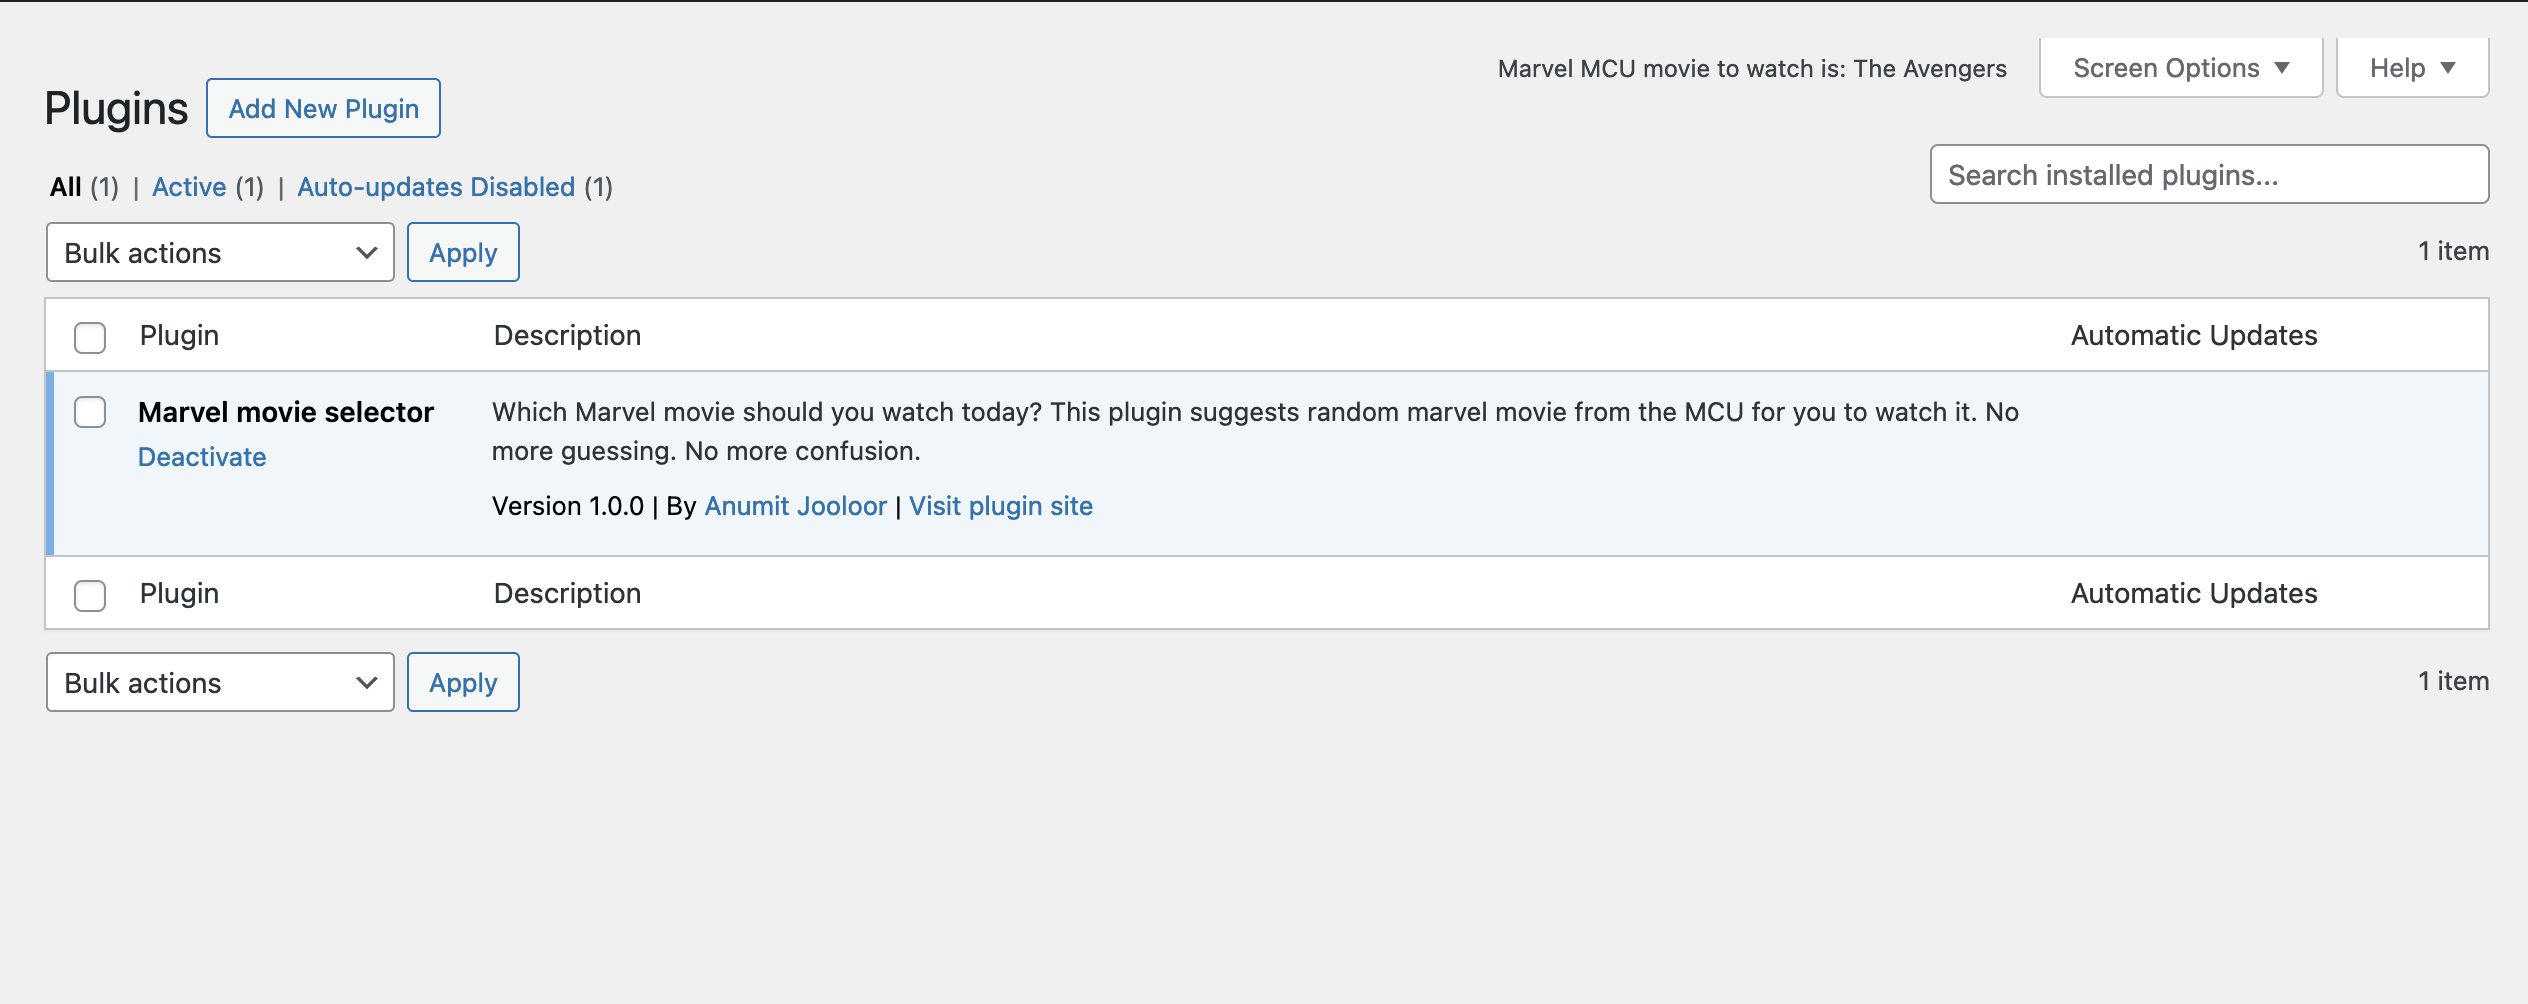 Marvel MCU movie to watch is: The Avengers
Screen Options ▼
Help ▼
Plugins
Add New Plugin
All (1) | Active (1) | Auto-updates Disabled (1)
Search installed plugins...
Bulk actions
Apply
1 item
Plugin Description Automatic Updates
Marvel movie selector
Deactivate
Which Marvel movie should you watch today? This plugin suggests random marvel movie from the MCU for you to watch it. No
more guessing. No more confusion.
Version 1.0.0 | By Anumit Jooloor | Visit plugin site
Plugin Description Automatic Updates
Bulk actions
Apply
1 item